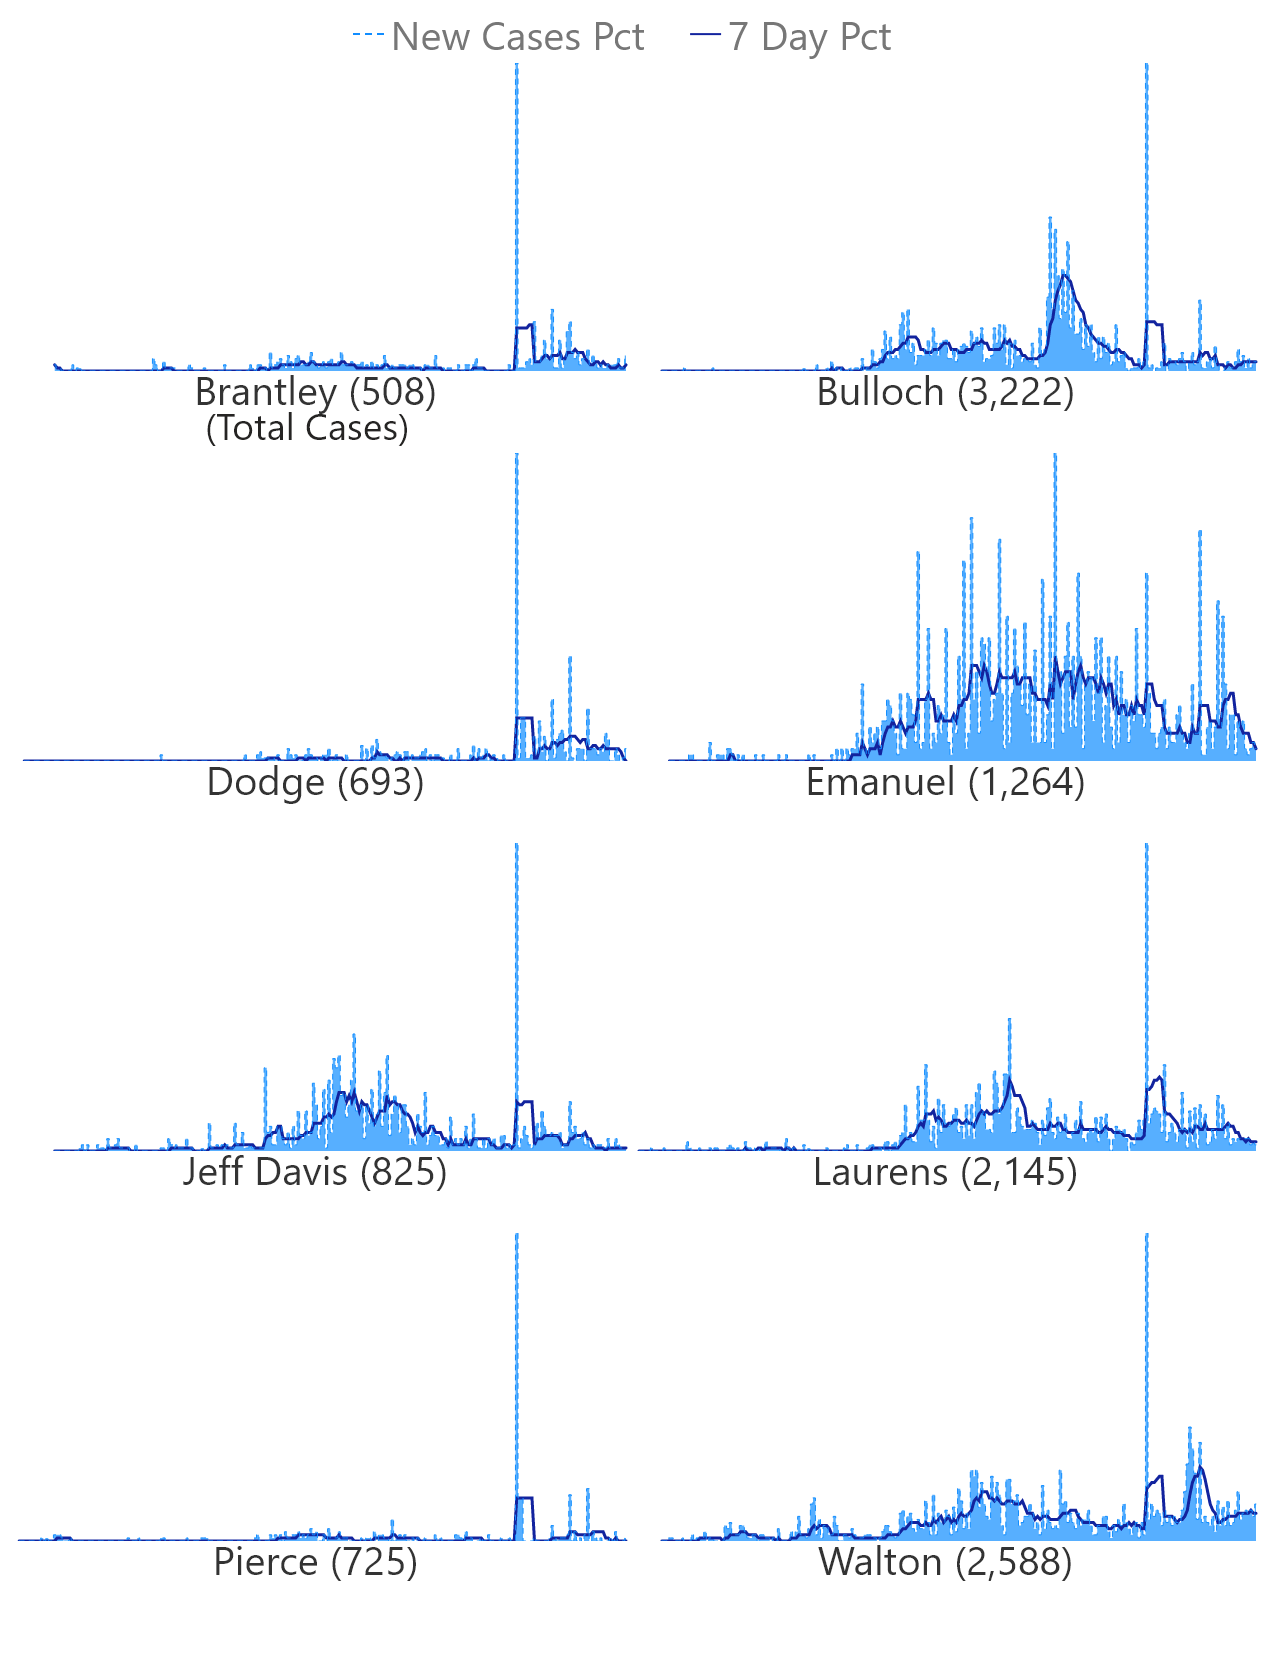 New Cases Pct 7 Day Pct
Brantley (508) Bulloch (3,222)
(Total Cases)
Dodge (693) Emanuel (1,264)
Jeff Davis (825) Laurens (2,145)
Pierce (725) Walton (2,588)